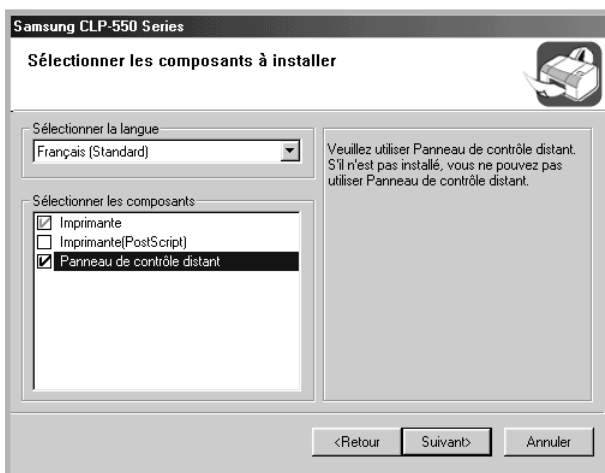 Samsung CLP-550 Series
Sélectionner les composants à installer
Sélectionner la langue
Français (Standard)
Sélectionner les composants
Imprimante
Imprimante(PostScript)
Panneau de contrôle distant
Veuillez utiliser Panneau de contrôle distant.
S'il n'est pas installé, vous ne pouvez pas
utiliser Panneau de contrôle distant.
<Retour
Suivant>
Annuler